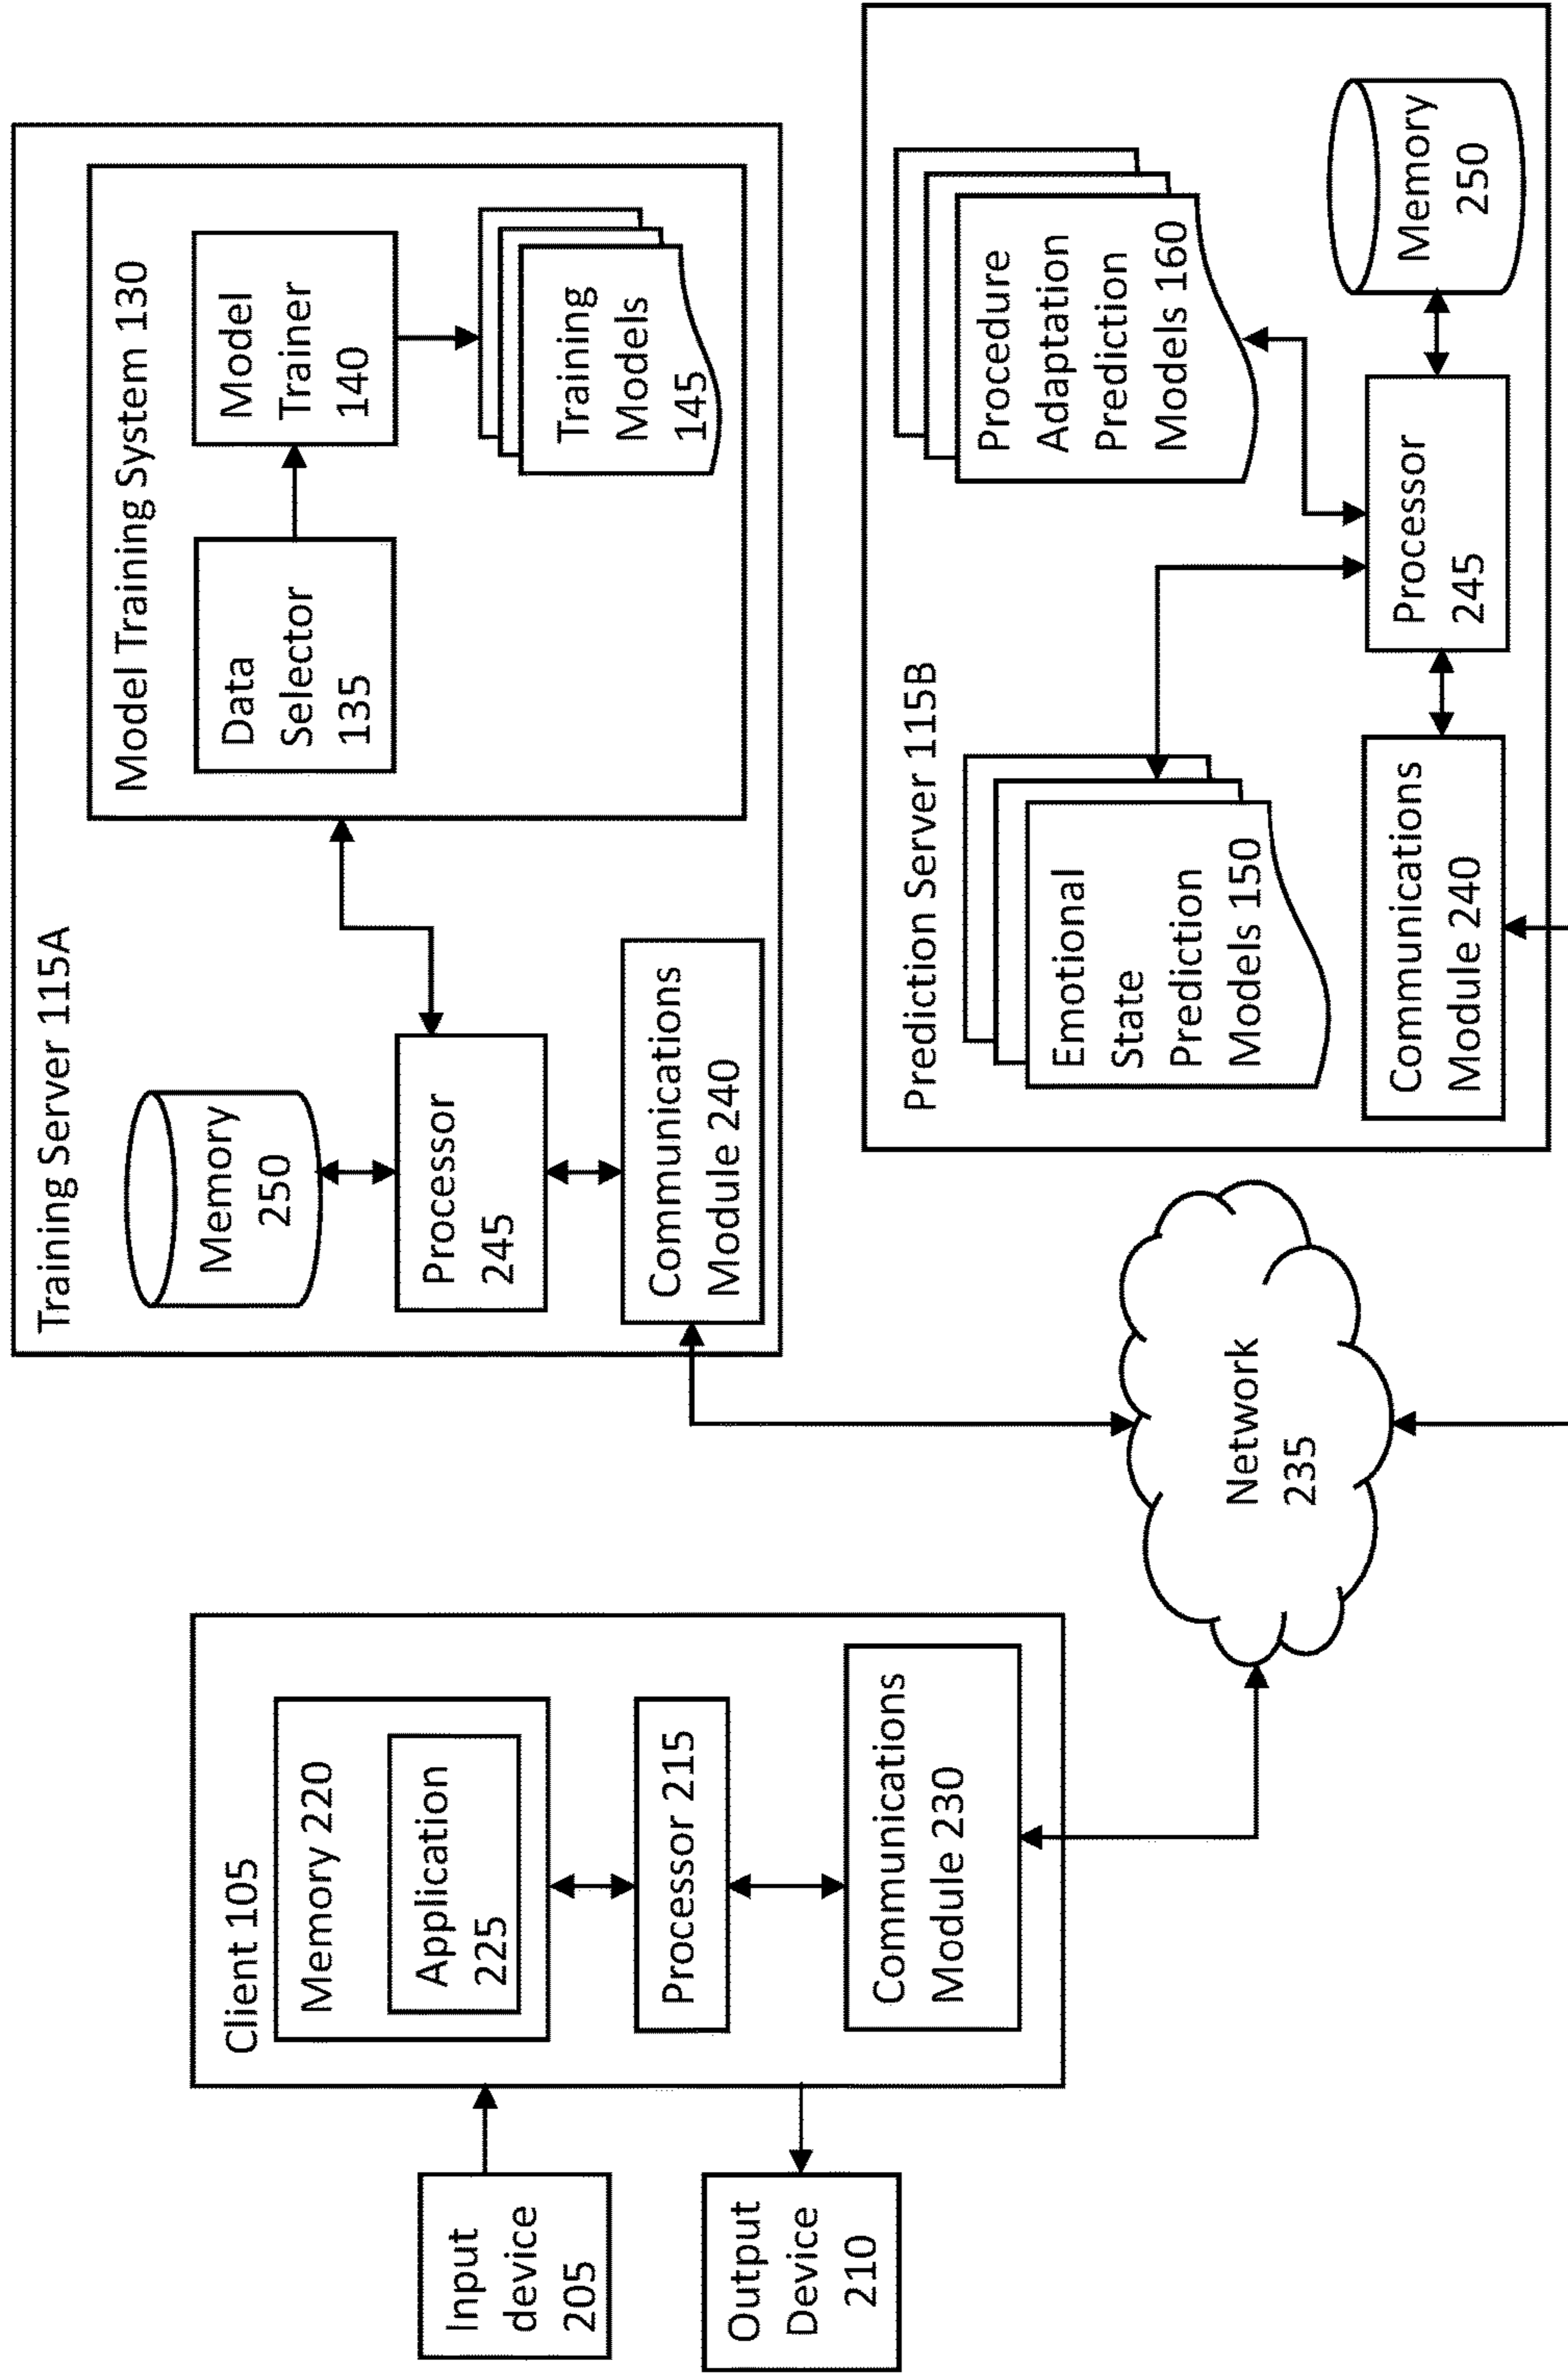 Input
device
205
Output
Device
210
Client 105
Memory 220
Application
225
Processor 215
Communications
Module 230
Network
235
Training Server 115A
Memory
250
Processor
245
Communications
Module 240
Model Training System 130
Data
Selector
135
Model
Trainer
140
Training
Models
145
Prediction Server 115B
Emotional
State
Prediction
Models 150
Procedure
Adaptation
Prediction
Models 160
Communications
Module 240
Processor
245
Memory
250